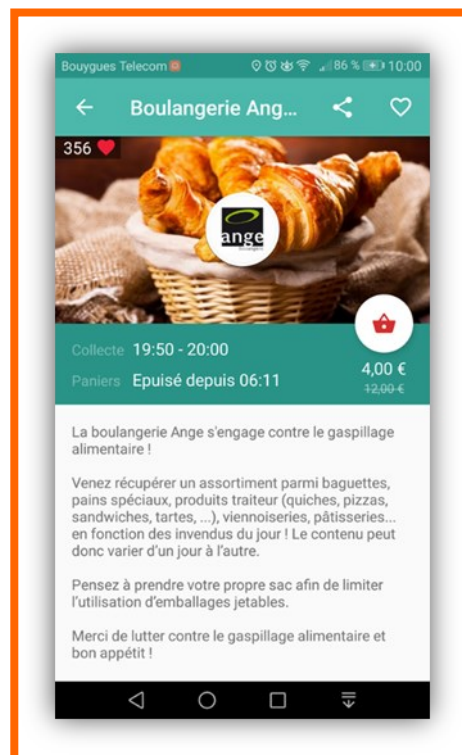 Bouygues Telecom 86 % 10:00
Boulangerie Ang...
356
ange
Collecte 19:50 - 20:00
Paniers Epuisé depuis 06:11
4,00 €
12,00 €
La boulangerie Ange s'engage contre le gaspillage
alimentaire !
Venez récupérer un assortiment parmi baguettes,
pains spéciaux, produits traiteur (quiches, pizzas,
sandwiches, tartes, ...), viennoiseries, pâtisseries...
en fonction des invendus du jour ! Le contenu peut
donc varier d'un jour à l'autre.
Pensez à prendre votre propre sac afin de limiter
l'utilisation d'emballages jetables.
Merci de lutter contre le gaspillage alimentaire et
bon appétit !